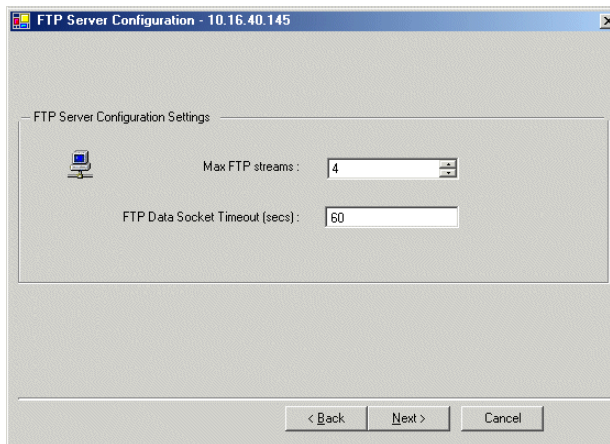 FTP Server Configuration - 10.16.40.145
FTP Server Configuration Settings
Max FTP streams :
4
FTP Data Socket Timeout (secs) :
60
< Back
Next >
Cancel